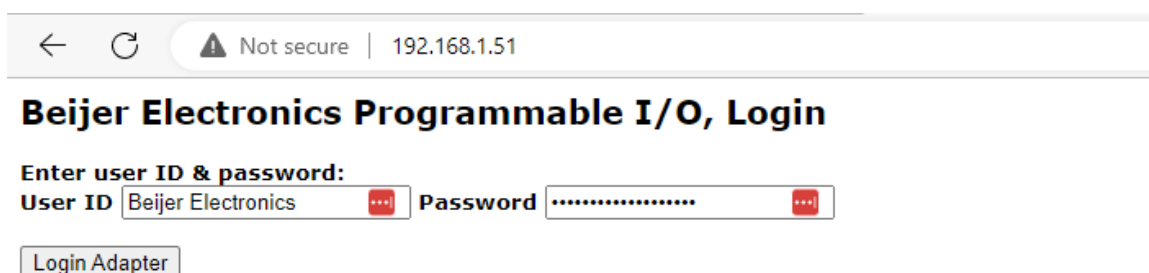 Not secure | 192.168.1.51
Beijer Electronics Programmable I/O, Login
Enter user ID & password:
User ID Beijer Electronics Password •••••••••••••••••••
Login Adapter